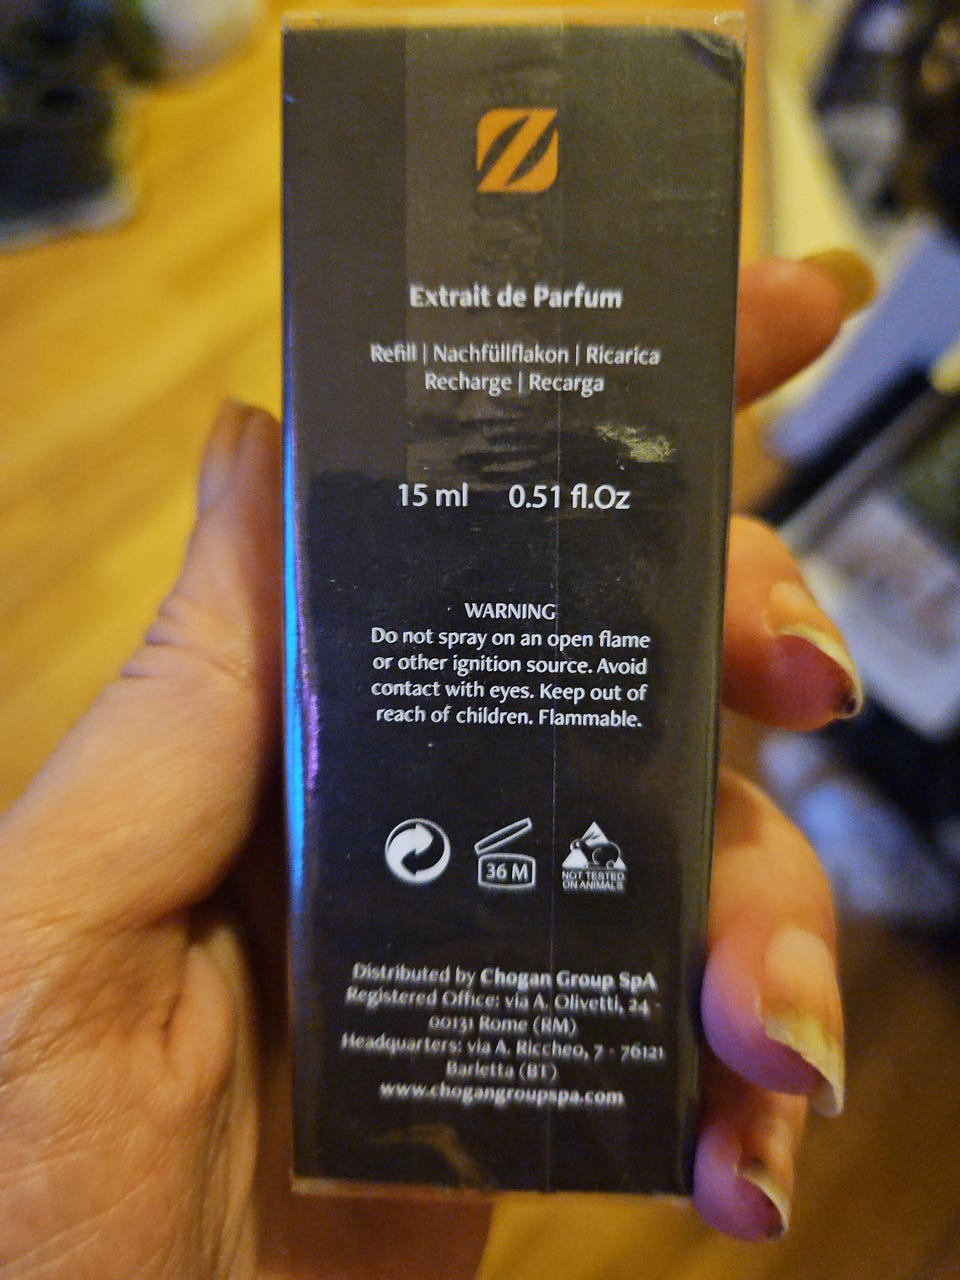 Extrait de Parfum
Refill | Nachfüllflakon | Ricarica
Recharge | Recarga
15 ml 0.51 fl.Oz
WARNING
Do not spray on an open flame
or other ignition source. Avoid
contact with eyes. Keep out of
reach of children. Flammable.
36 M
NOT TESTED
ON ANIMALS
Distributed by Chogan Group SpA
Registered Office: via A. Olivetti, 24 -
00131 Rome (RM)
Headquarters: via A. Riccheo, 7 - 76121
Barletta (BT)
www.chogangroupspa.com